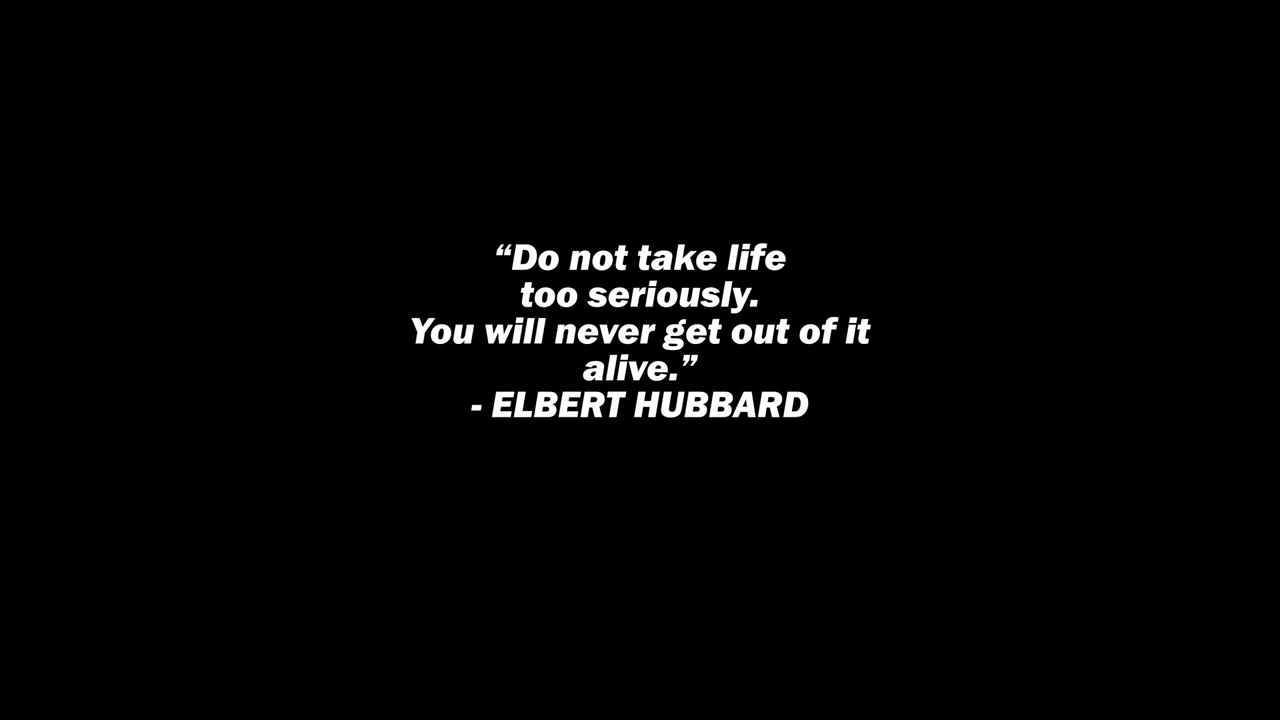 “Do not take life
too seriously.
You will never get out of it
alive.”
- ELBERT HUBBARD